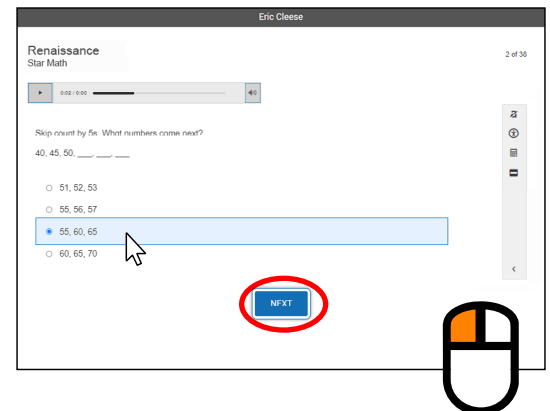 Eric Cleese
Renaissance
Star Math
2 of 36
0:02 / 0:00
Skip count by 5s. What numbers come next?
40, 45, 50, ___, ___, ___
51, 52, 53
55, 56, 57
55, 60, 65
60, 65, 70
NEXT